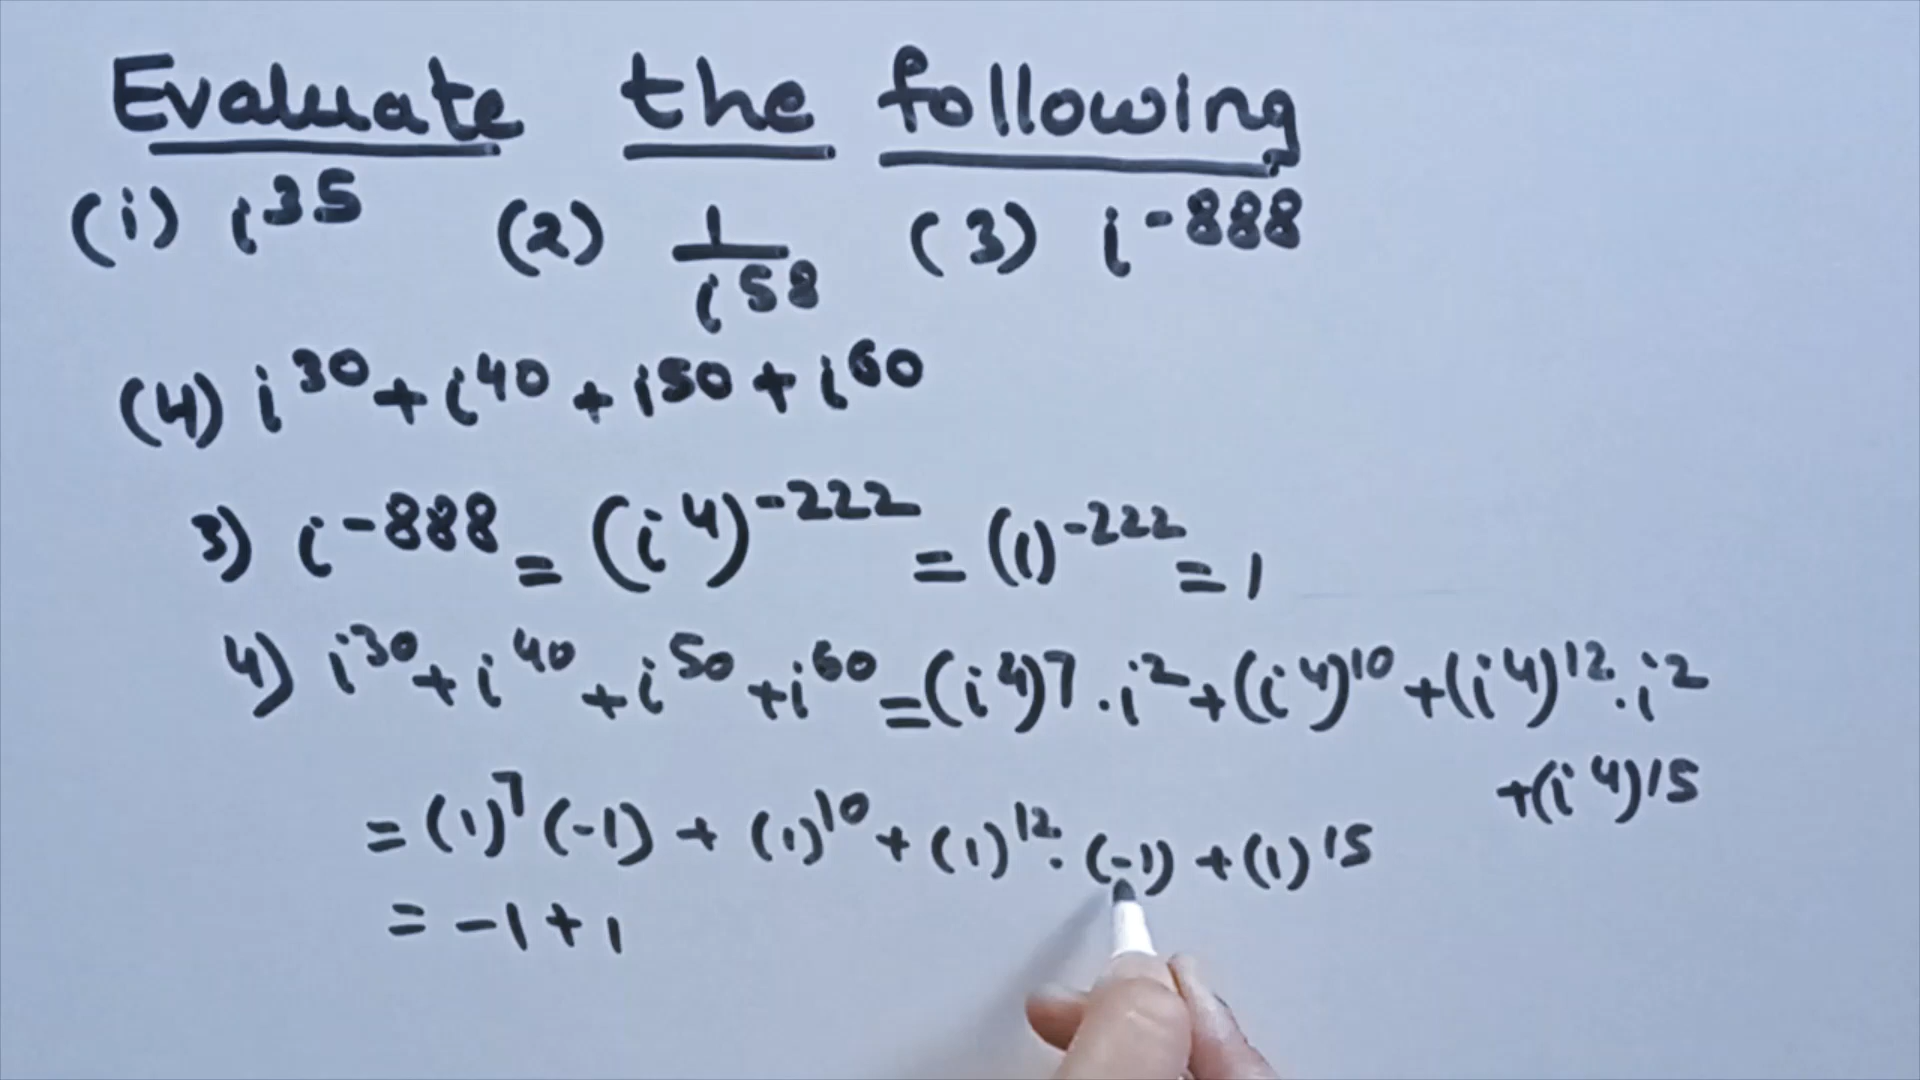 Evaluate the following
(i) i^35 (2) 1/i^58 (3) i^-888
(4) i^30 + i^40 + i^50 + i^60
3) i^-888 = (i^4)^-222 = (1)^-222 = 1
4) i^30 + i^40 + i^50 + i^60 = (i^4)^7 . i^2 + (i^4)^10 + (i^4)^12 . i^2
+ (i^4)^15
= (1)^7 (-1) + (1)^10 + (1)^12 . (-1) + (1)^15
= -1 + 1